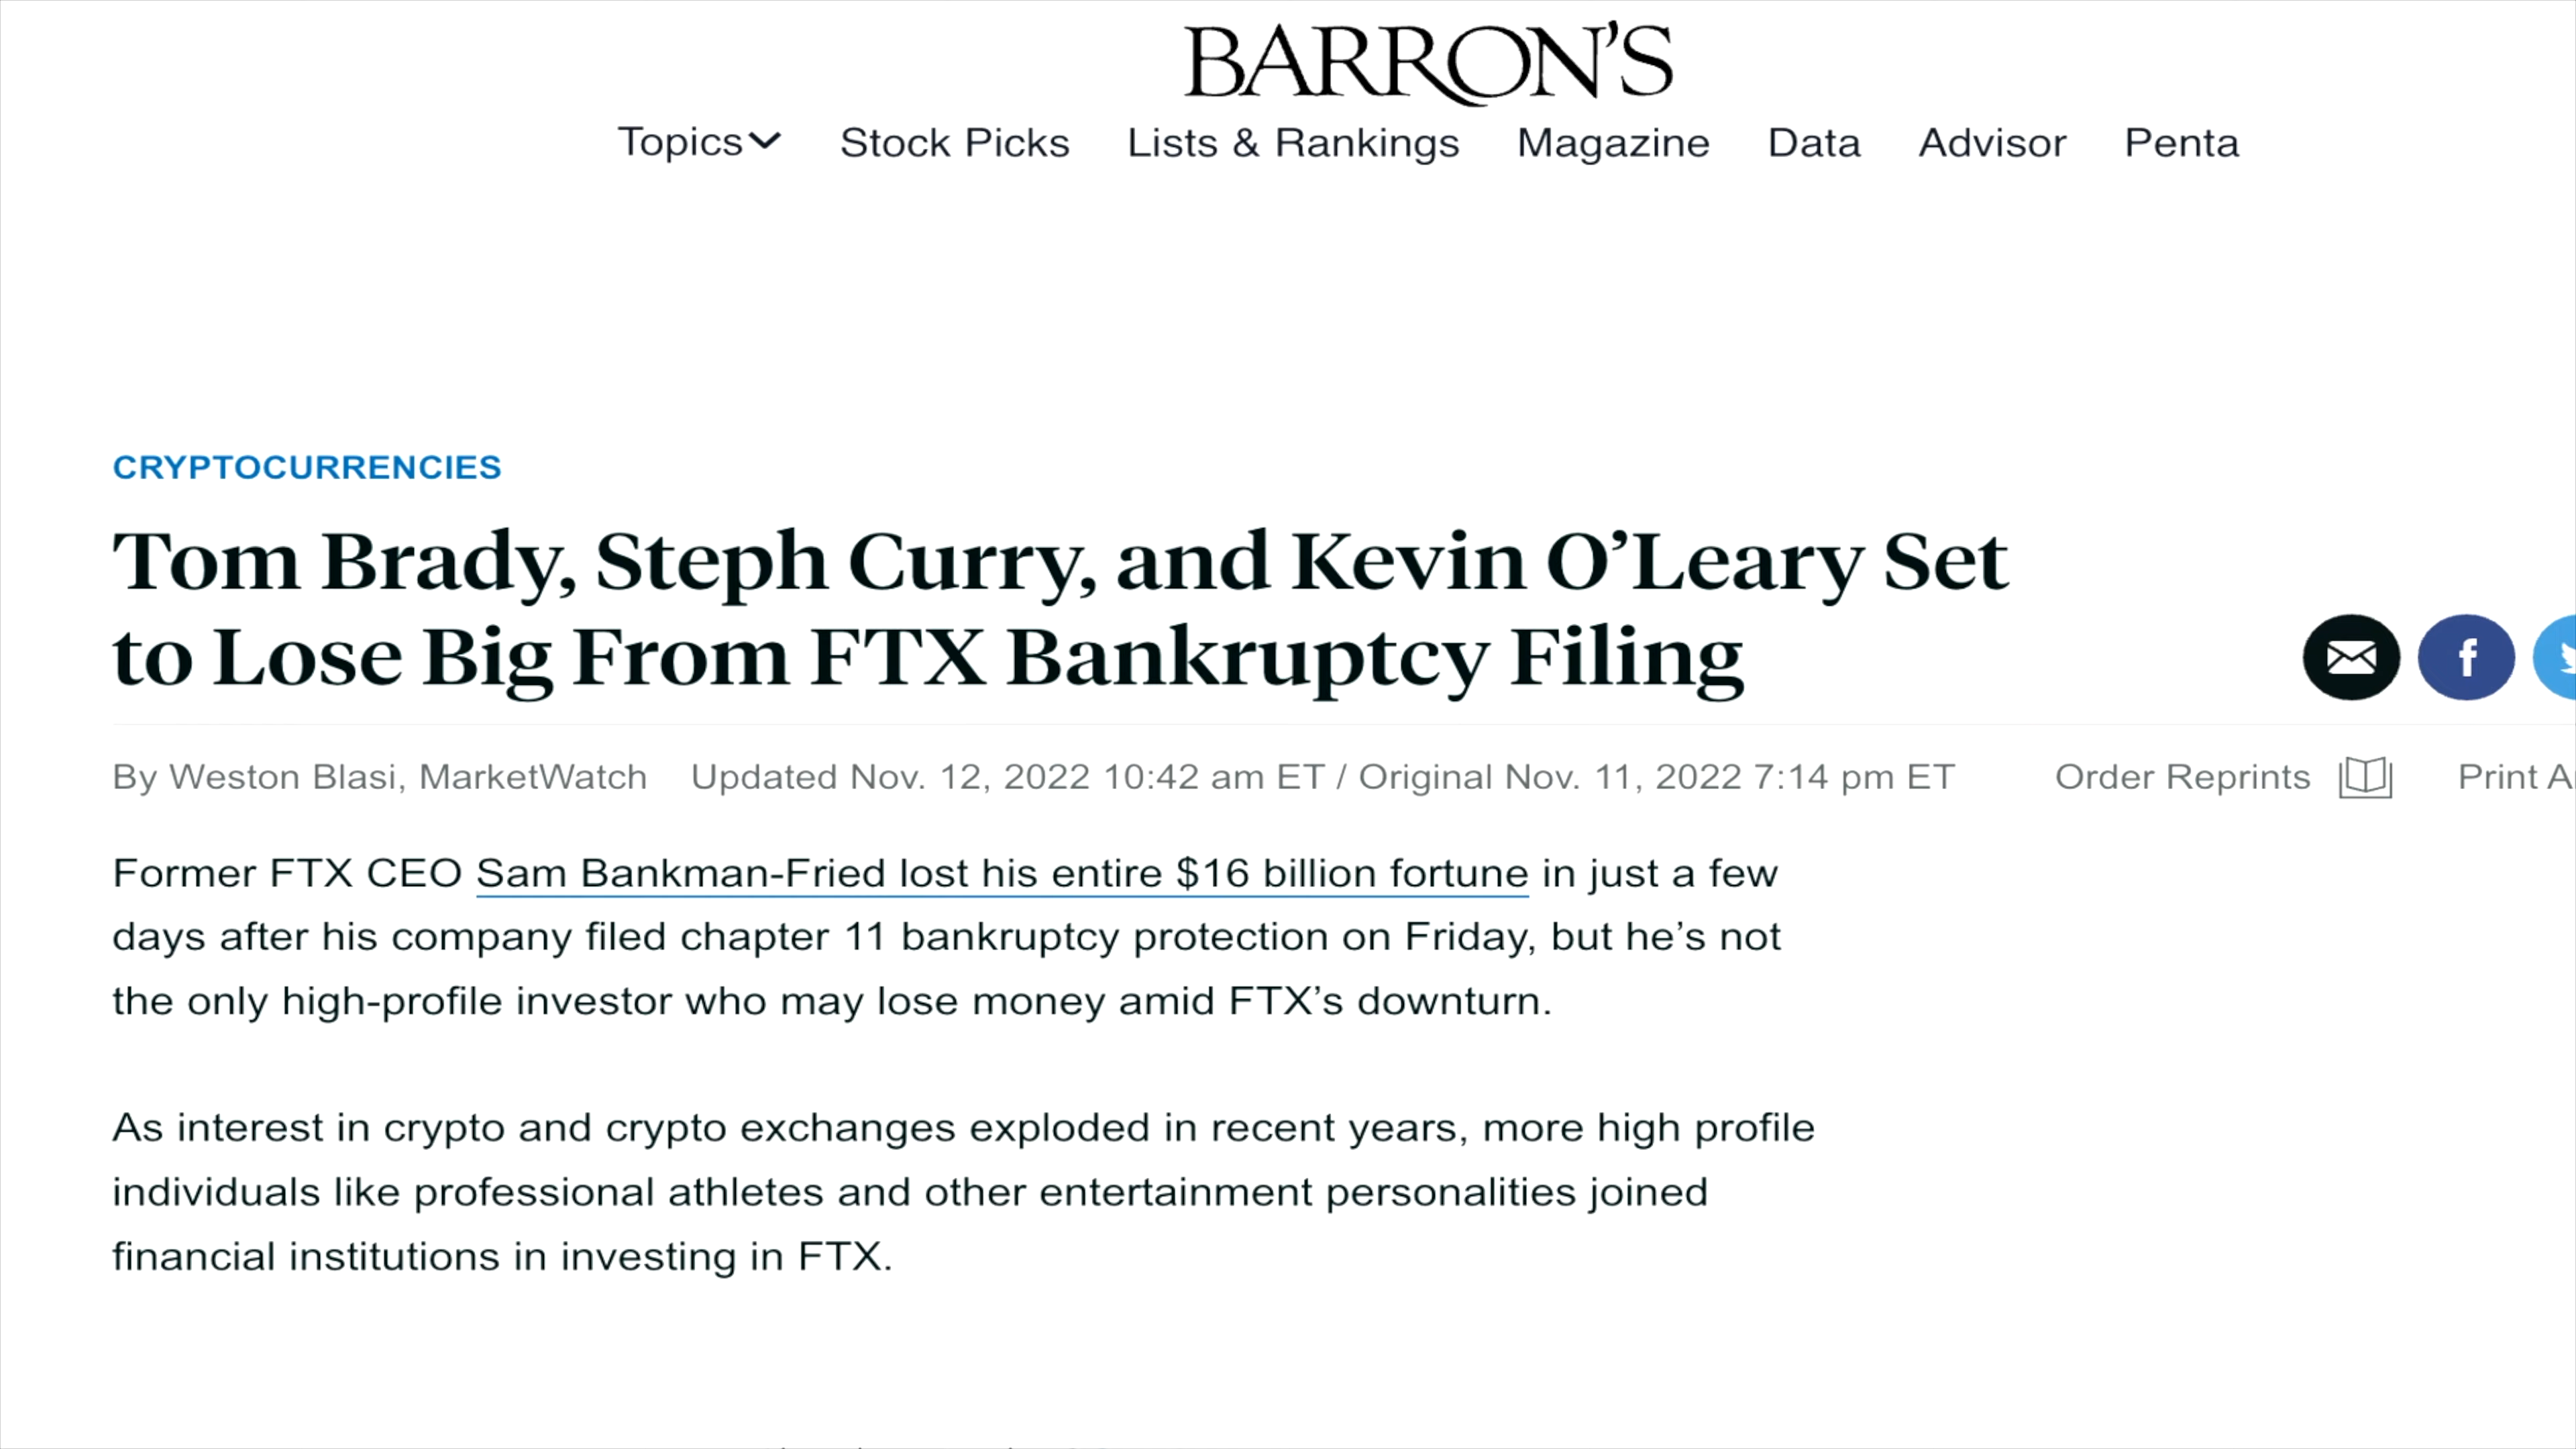 BARRON'S
Topics Stock Picks Lists & Rankings Magazine Data Advisor Penta
CRYPTOCURRENCIES
Tom Brady, Steph Curry, and Kevin O’Leary Set
to Lose Big From FTX Bankruptcy Filing
By Weston Blasi, MarketWatch Updated Nov. 12, 2022 10:42 am ET / Original Nov. 11, 2022 7:14 pm ET Order Reprints Print A
Former FTX CEO Sam Bankman-Fried lost his entire $16 billion fortune in just a few
days after his company filed chapter 11 bankruptcy protection on Friday, but he’s not
the only high-profile investor who may lose money amid FTX’s downturn.
As interest in crypto and crypto exchanges exploded in recent years, more high profile
individuals like professional athletes and other entertainment personalities joined
financial institutions in investing in FTX.